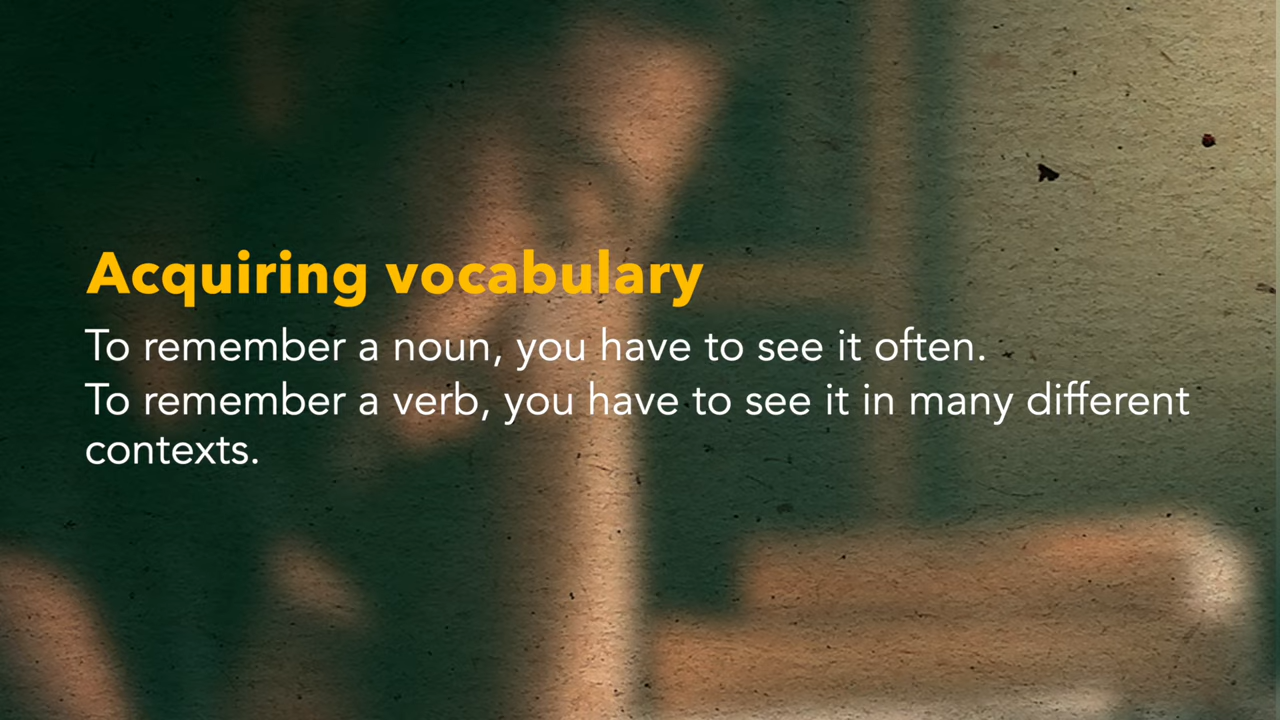 Acquiring vocabulary
To remember a noun, you have to see it often.
To remember a verb, you have to see it in many different
contexts.